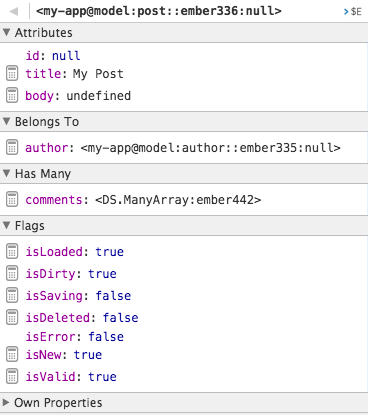 <my-app@model:post::ember336:null>
>$E
Attributes
id: null
title: My Post
body: undefined
Belongs To
author: <my-app@model:author::ember335:null>
Has Many
comments: <DS.ManyArray:ember442>
Flags
isLoaded: true
isDirty: true
isSaving: false
isDeleted: false
isError: false
isNew: true
isValid: true
Own Properties